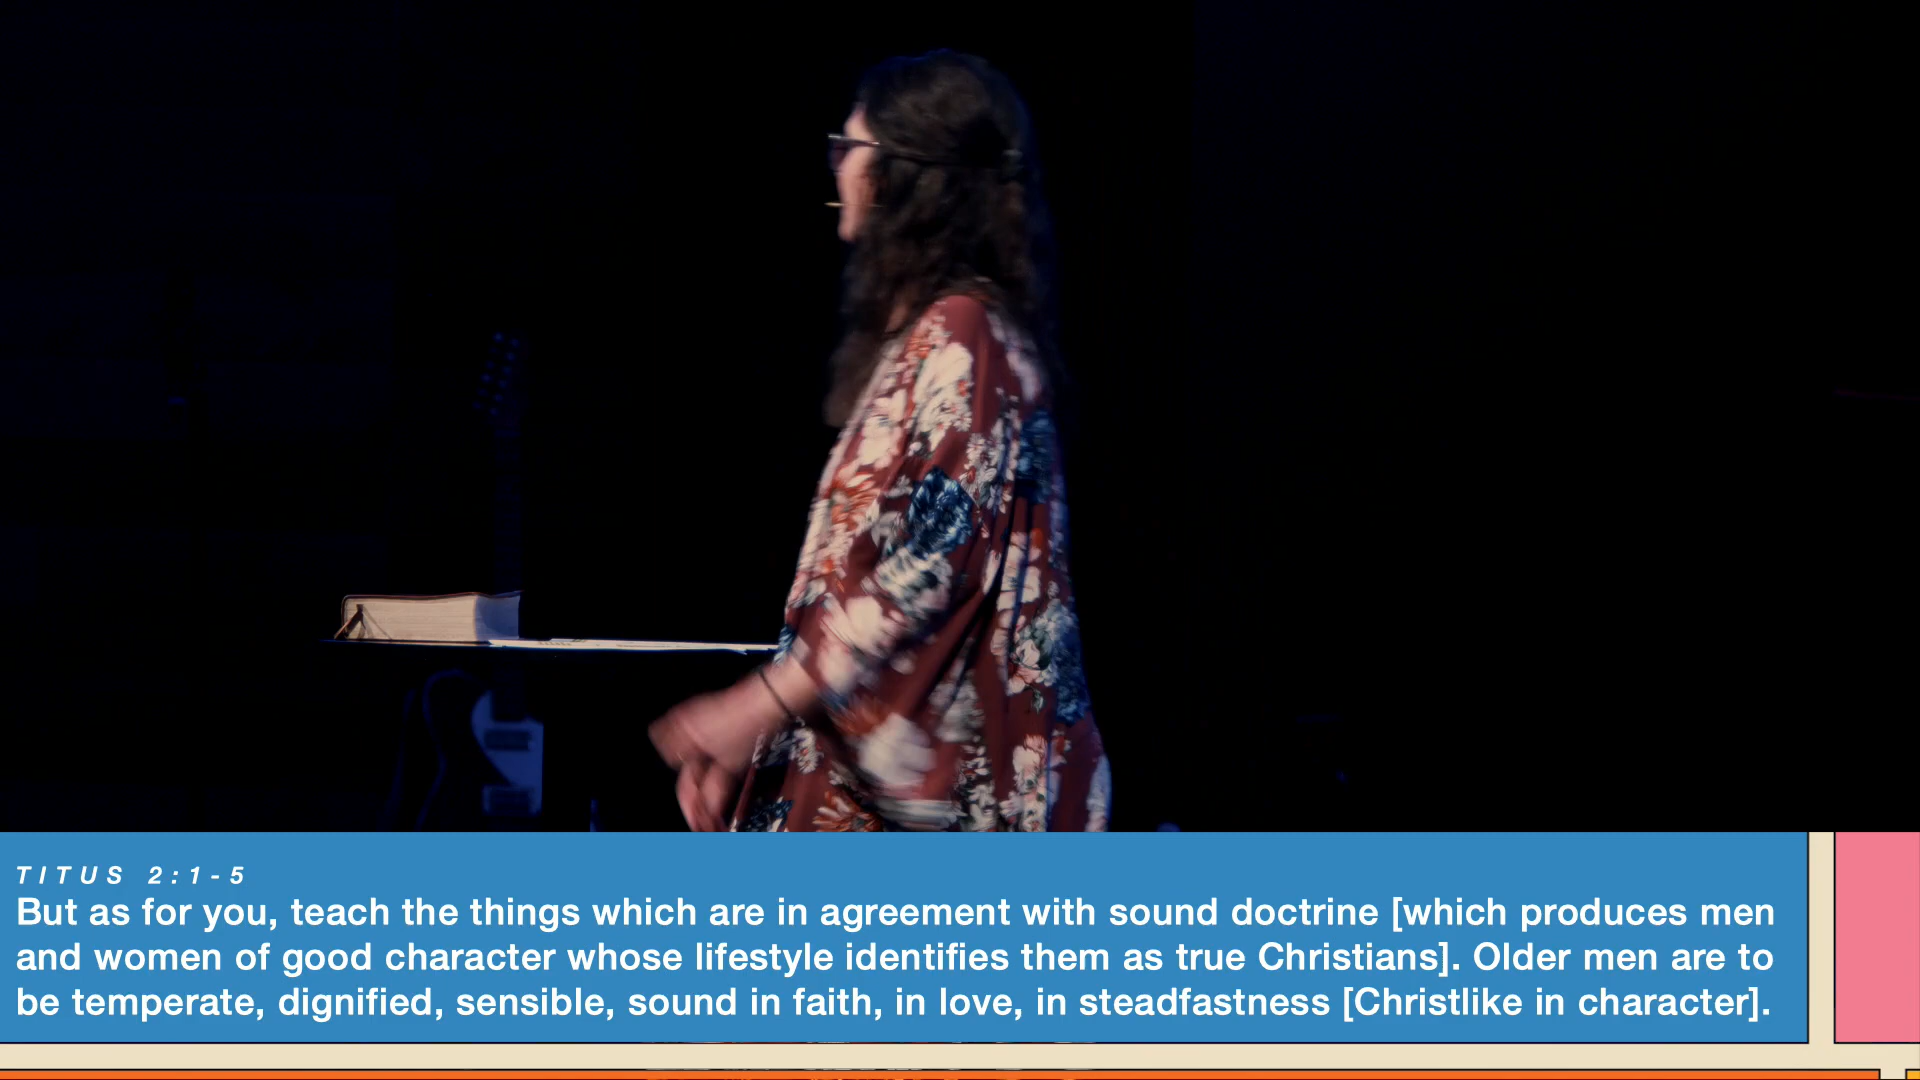 TITUS 2:1-5
But as for you, teach the things which are in agreement with sound doctrine [which produces men
and women of good character whose lifestyle identifies them as true Christians]. Older men are to
be temperate, dignified, sensible, sound in faith, in love, in steadfastness [Christlike in character].